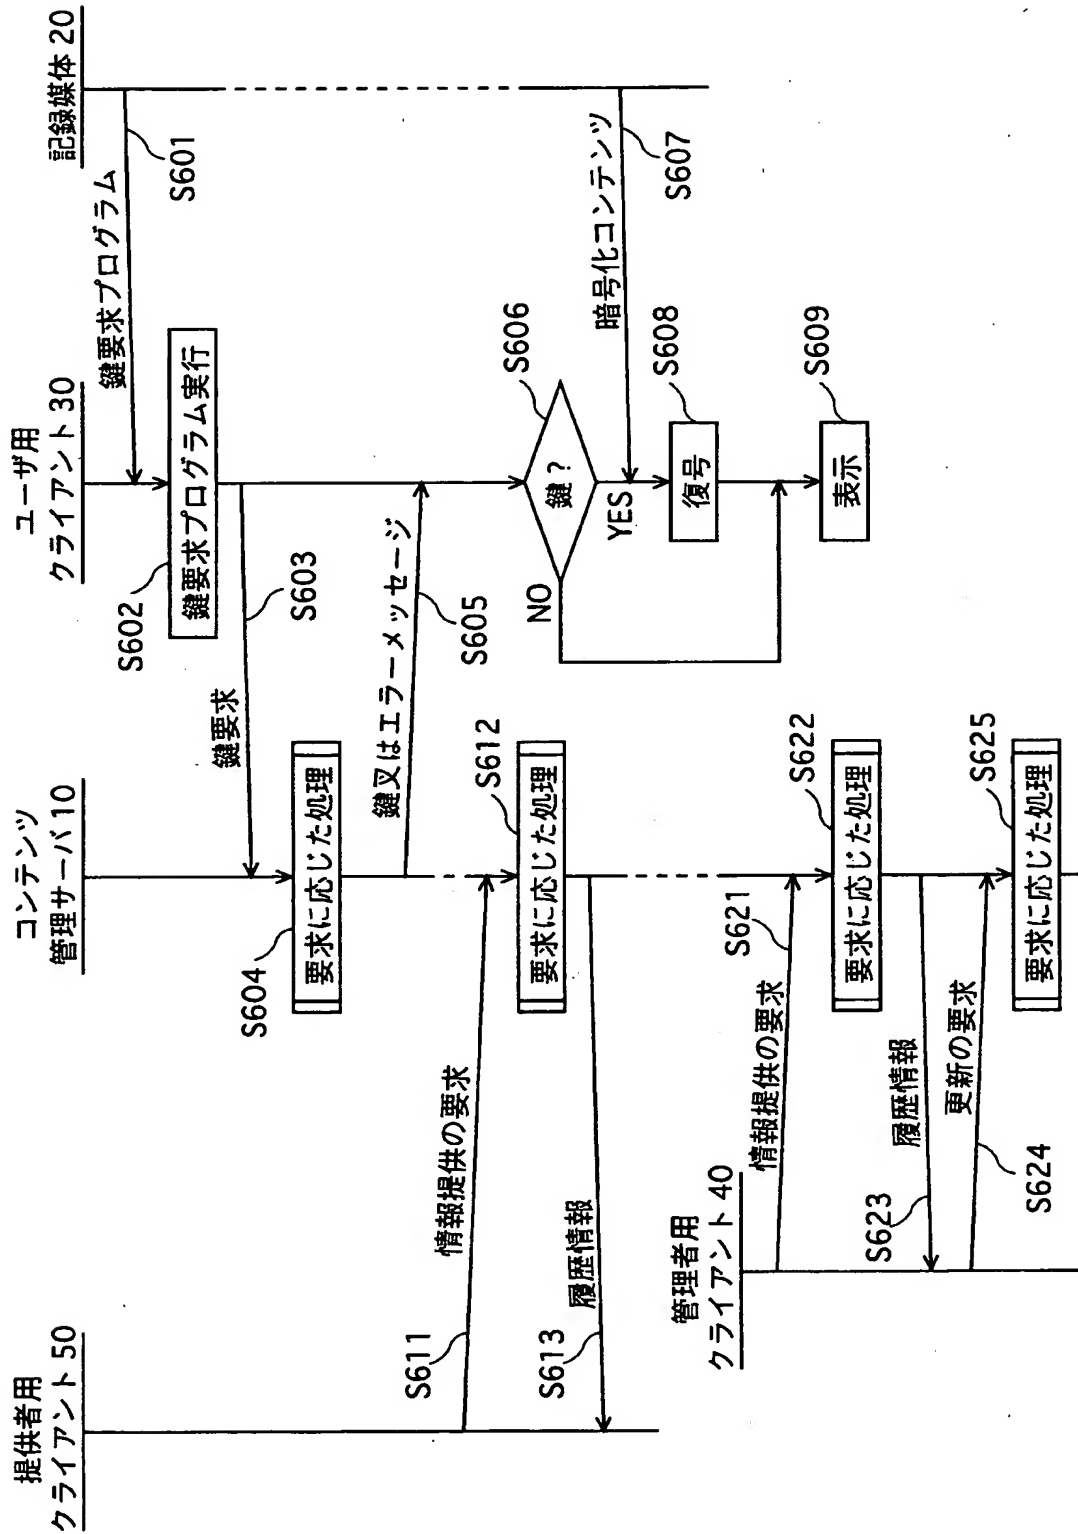 提供者用
クライアント 50
コンテンツ
管理サーバ 10
ユーザ用
クライアント 30
記録媒体 20
鍵要求プログラム
S601
S602
鍵要求プログラム実行
鍵要求
S603
S604
要求に応じた処理
鍵又はエラーメッセージ
S605
S611
情報提供の要求
S612
要求に応じた処理
鍵?
S606
NO
YES
暗号化コンテンツ
S607
S613
履歴情報
復号
S608
管理者用
クライアント 40
情報提供の要求
S621
S622
要求に応じた処理
表示
S609
S623
履歴情報
更新の要求
S624
S625
要求に応じた処理